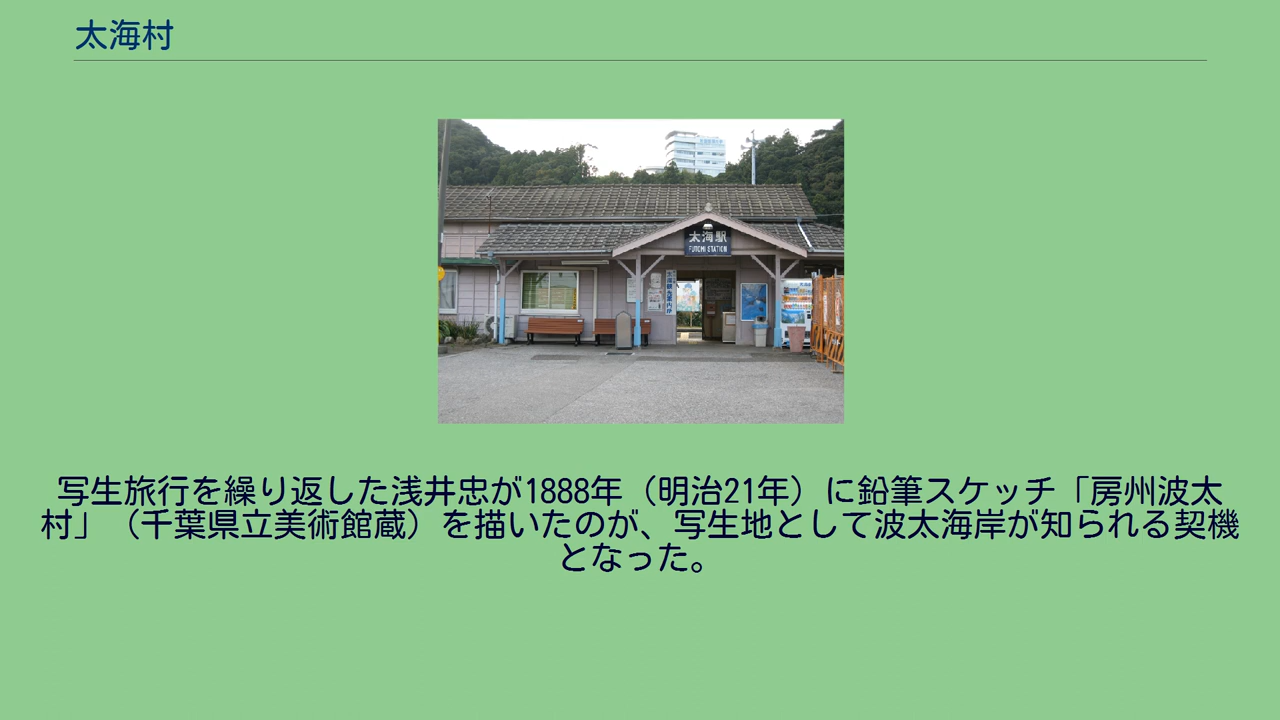 太海村
太海駅
FUTOMI STATION
写生旅行を繰り返した浅井忠が1888年（明治21年）に鉛筆スケッチ「房州波太
村」（千葉県立美術館蔵）を描いたのが、写生地として波太海岸が知られる契機
となった。